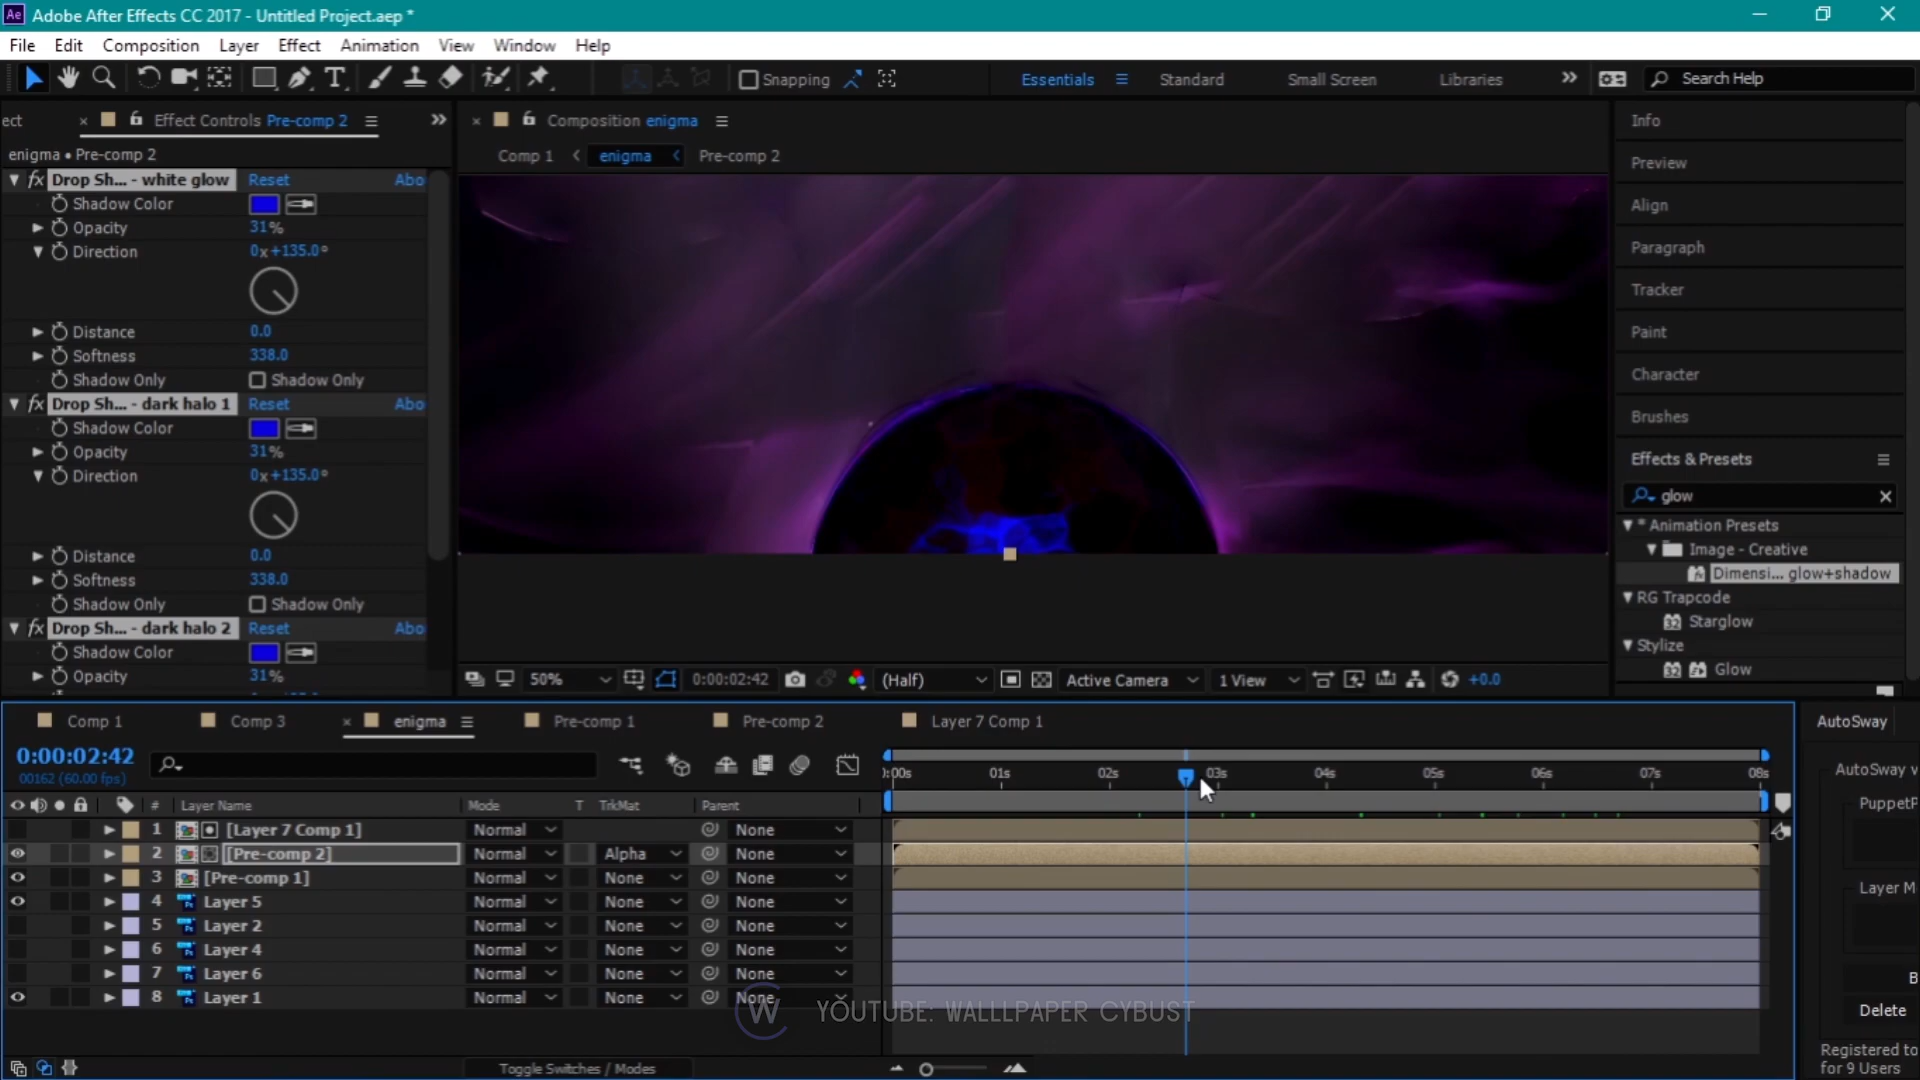 Ae Adobe After Effects CC 2017 - Untitled Project.aep *
File Edit Composition Layer Effect Animation View Window Help
Snapping Essentials Standard Small Screen Libraries Search Help
ect Effect Controls Pre-comp 2
enigma • Pre-comp 2
fx Drop Sh... - white glow Reset Abo
Shadow Color
Opacity 31%
Direction 0x+135.0°
Distance 0.0
Softness 338.0
Shadow Only Shadow Only
fx Drop Sh... - dark halo 1 Reset Abo
Shadow Color
Opacity 31%
Direction 0x+135.0°
Distance 0.0
Softness 338.0
Shadow Only Shadow Only
fx Drop Sh... - dark halo 2 Reset Abo
Shadow Color
Opacity 31%
Composition enigma
Comp 1 enigma Pre-comp 2
50% 0:00:02:42 (Half) Active Camera 1 View +0.0
Info
Preview
Align
Paragraph
Tracker
Paint
Character
Brushes
Effects & Presets
glow
* Animation Presets
Image - Creative
Dimensi... glow+shadow
RG Trapcode
Starglow
Stylize
Glow
Comp 1 Comp 3 enigma Pre-comp 1 Pre-comp 2 Layer 7 Comp 1
0:00:02:42
00162 (60.00 fps)
):00s 01s 02s 03s 04s 05s 06s 07s 08s
# Layer Name Mode T TrkMat Parent
1 [Layer 7 Comp 1] Normal None
2 [Pre-comp 2] Normal Alpha None
3 [Pre-comp 1] Normal None None
4 Layer 5 Normal None None
5 Layer 2 Normal None None
6 Layer 4 Normal None None
7 Layer 6 Normal None None
8 Layer 1 Normal None None
W YOUTUBE: WALLLPAPER CYBUST
Toggle Switches / Modes
AutoSway
AutoSway v
PuppetP
Layer M
B
Delete
Registered to
for 9 Users